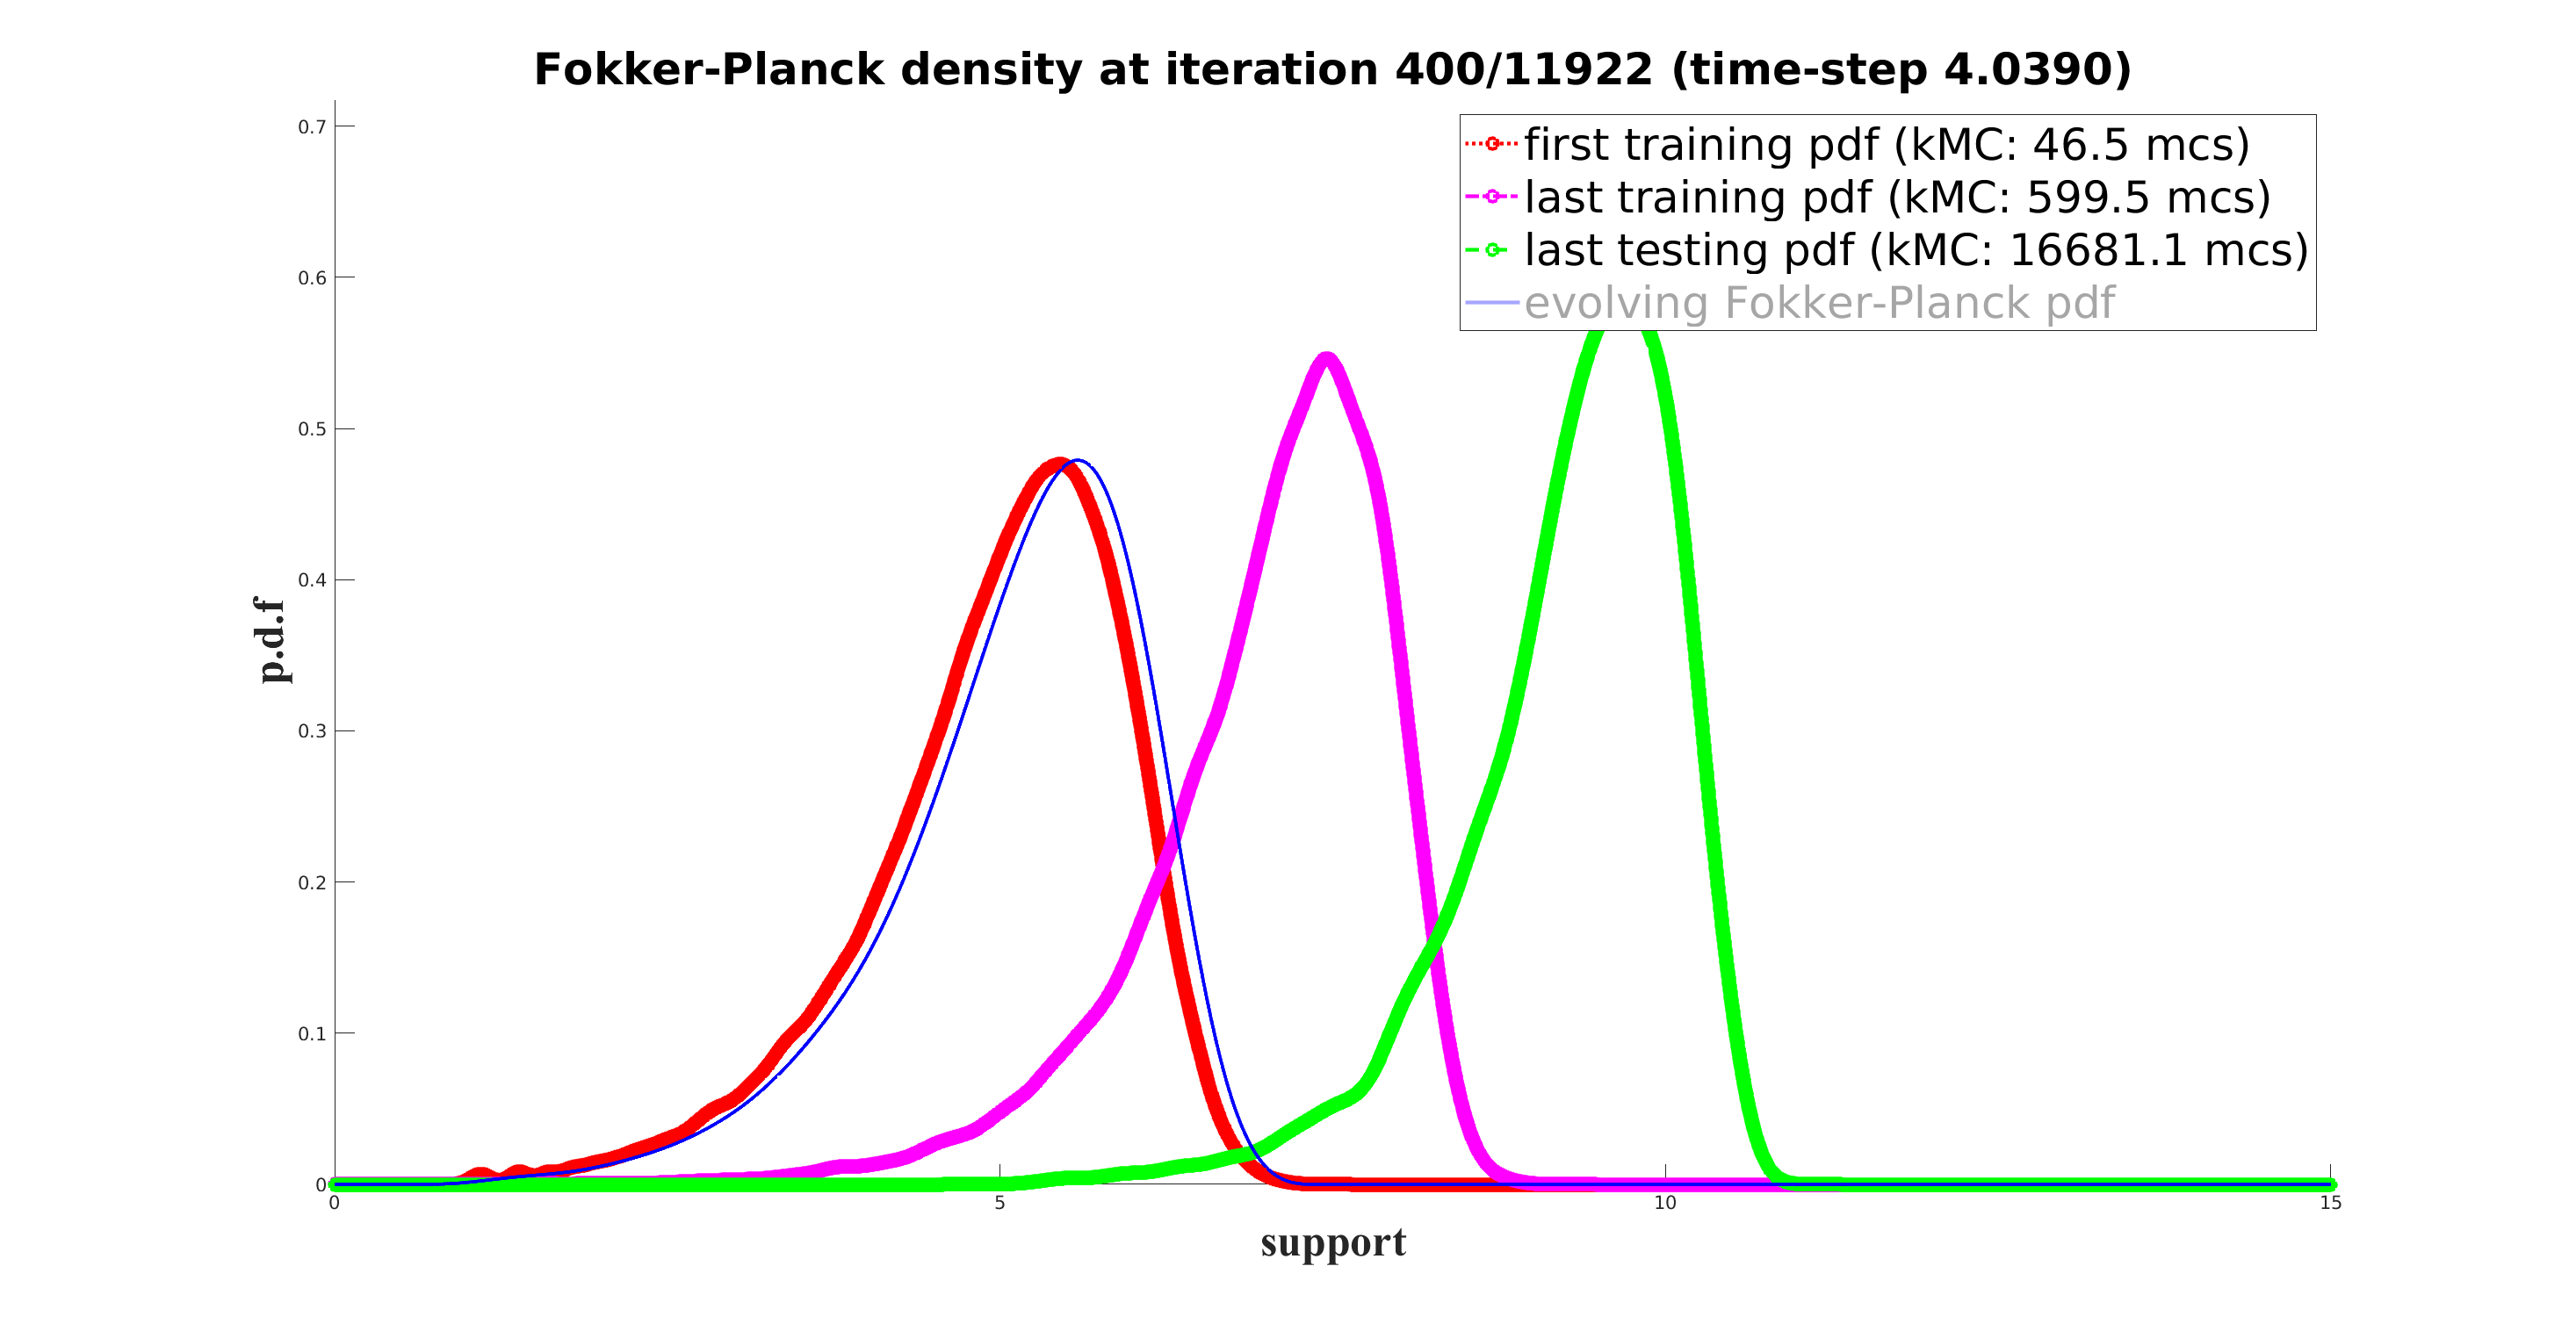 Fokker-Planck density at iteration 400/11922 (time-step 4.0390)
first training pdf (kMC: 46.5 mcs)
last training pdf (kMC: 599.5 mcs)
last testing pdf (kMC: 16681.1 mcs)
evolving Fokker-Planck pdf
0.7
0.6
0.5
0.4
0.3
0.2
0.1
0
p.d.f
0 5 10 15
support